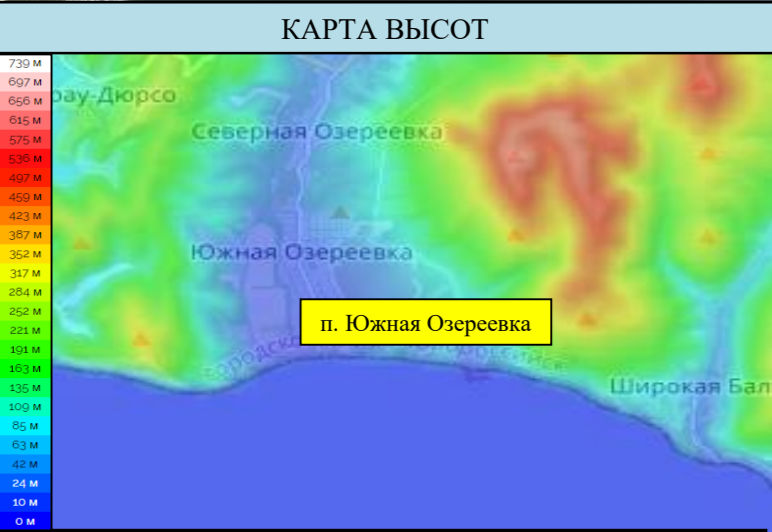 КАРТА ВЫСОТ
739 м
697 м
656 м
615 м
575 м
536 м
497 м
459 м
423 м
387 м
352 м
317 м
284 м
252 м
221 м
191 м
163 м
135 м
109 м
85 м
63 м
42 м
24 м
10 м
0 м
рау-Дюрсо
Северная Озереевка
Южная Озереевка
п. Южная Озереевка
Широкая Бал